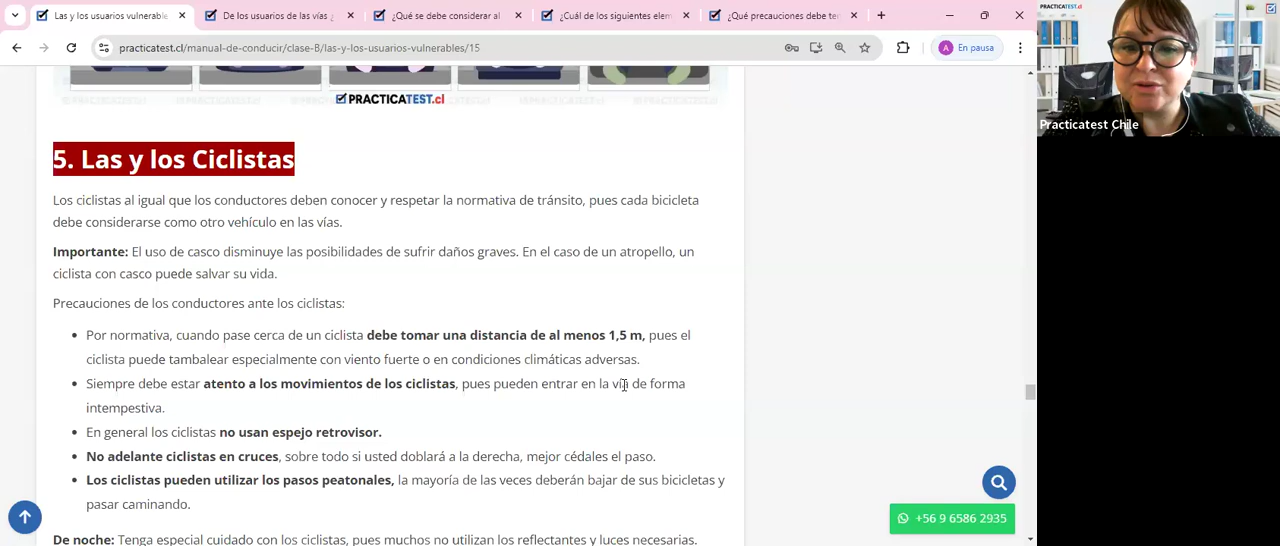 Las y los usuarios vulnerable
De los usuarios de las vías ¿
¿Qué se debe considerar al
¿Cuál de los siguientes elem
¿Qué precauciones debe ten
practicatest.cl/manual-de-conducir/clase-B/las-y-los-usuarios-vulnerables/15
A En pausa
PRACTICATEST.cl
Practicatest Chile
PRACTICATEST.cl
5. Las y los Ciclistas
Los ciclistas al igual que los conductores deben conocer y respetar la normativa de tránsito, pues cada bicicleta
debe considerarse como otro vehículo en las vías.
Importante: El uso de casco disminuye las posibilidades de sufrir daños graves. En el caso de un atropello, un
ciclista con casco puede salvar su vida.
Precauciones de los conductores ante los ciclistas:
• Por normativa, cuando pase cerca de un ciclista debe tomar una distancia de al menos 1,5 m, pues el
ciclista puede tambalear especialmente con viento fuerte o en condiciones climáticas adversas.
• Siempre debe estar atento a los movimientos de los ciclistas, pues pueden entrar en la vía de forma
intempestiva.
• En general los ciclistas no usan espejo retrovisor.
• No adelante ciclistas en cruces, sobre todo si usted doblará a la derecha, mejor cédales el paso.
• Los ciclistas pueden utilizar los pasos peatonales, la mayoría de las veces deberán bajar de sus bicicletas y
pasar caminando.
+56 9 6586 2935
De noche: Tenga especial cuidado con los ciclistas, pues muchos no utilizan los reflectantes y luces necesarias.